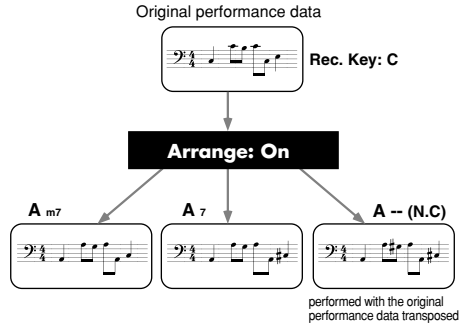 Original performance data
Rec. Key: C
Arrange: On
A m7
A 7
A -- (N.C)
performed with the original
performance data transposed